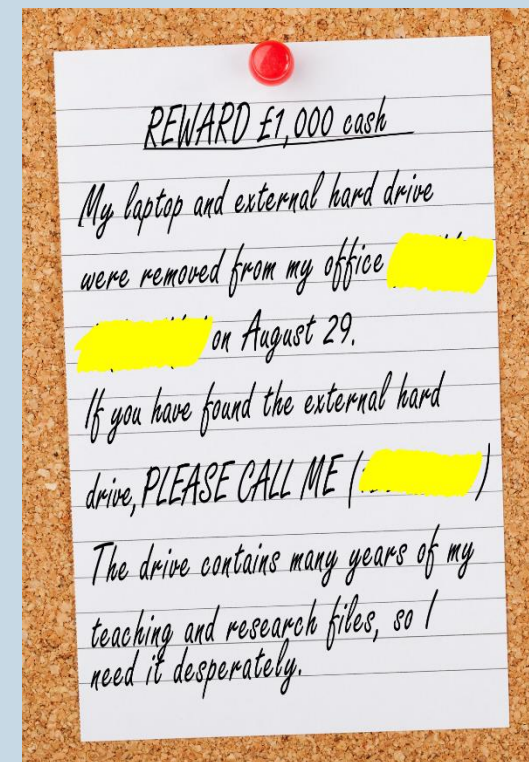 REWARD £1,000 cash
My laptop and external hard drive
were removed from my office
on August 29.
If you have found the external hard
drive, PLEASE CALL ME ( )
The drive contains many years of my
teaching and research files, so I
need it desperately.